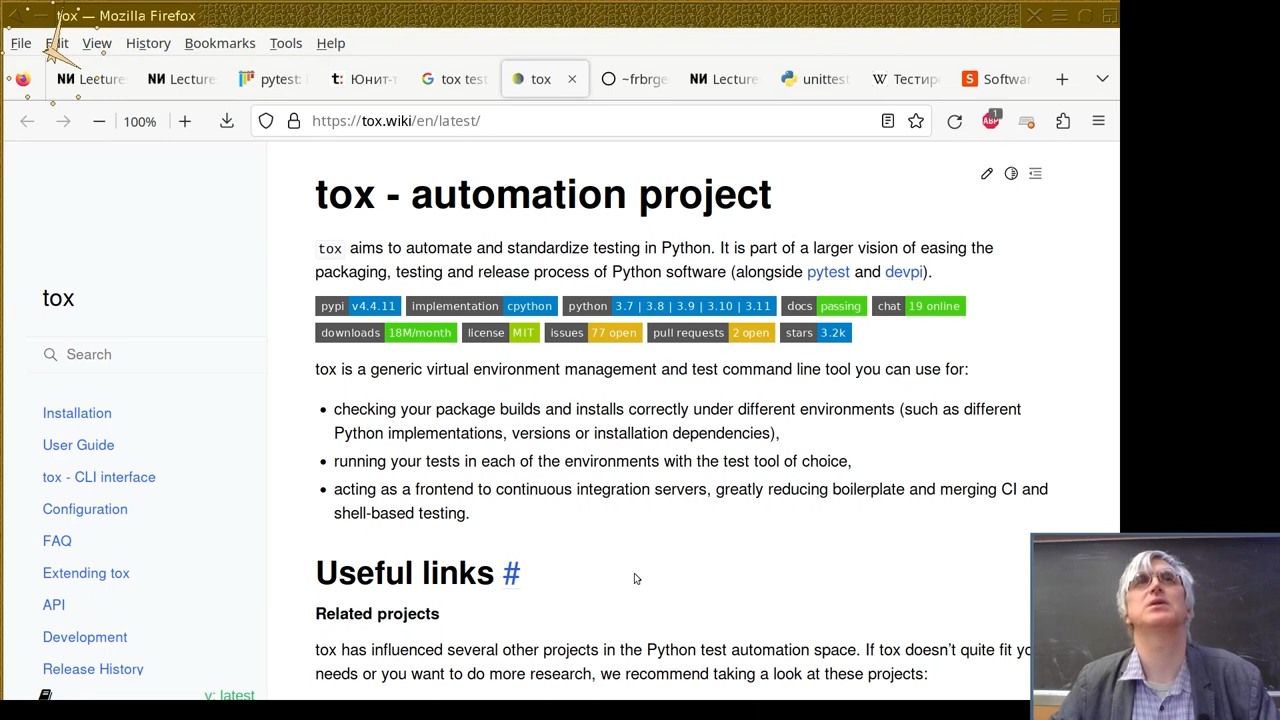 tox — Mozilla Firefox
File Edit View History Bookmarks Tools Help
Lecture Lecture pytest: Юнит-т tox test tox ~frbrge Lecture unittest Тестиро Softwar
100% https://tox.wiki/en/latest/ ABP 1
tox - automation project
tox aims to automate and standardize testing in Python. It is part of a larger vision of easing the
packaging, testing and release process of Python software (alongside pytest and devpi).
pypi v4.4.11 implementation cpython python 3.7 | 3.8 | 3.9 | 3.10 | 3.11 docs passing chat 19 online
downloads 18M/month license MIT issues 77 open pull requests 2 open stars 3.2k
tox is a generic virtual environment management and test command line tool you can use for:
• checking your package builds and installs correctly under different environments (such as different
Python implementations, versions or installation dependencies),
• running your tests in each of the environments with the test tool of choice,
• acting as a frontend to continuous integration servers, greatly reducing boilerplate and merging CI and
shell-based testing.
Useful links #
Related projects
tox has influenced several other projects in the Python test automation space. If tox doesn't quite fit yo
needs or you want to do more research, we recommend taking a look at these projects:
tox
Search
Installation
User Guide
tox - CLI interface
Configuration
FAQ
Extending tox
API
Development
Release History
v: latest